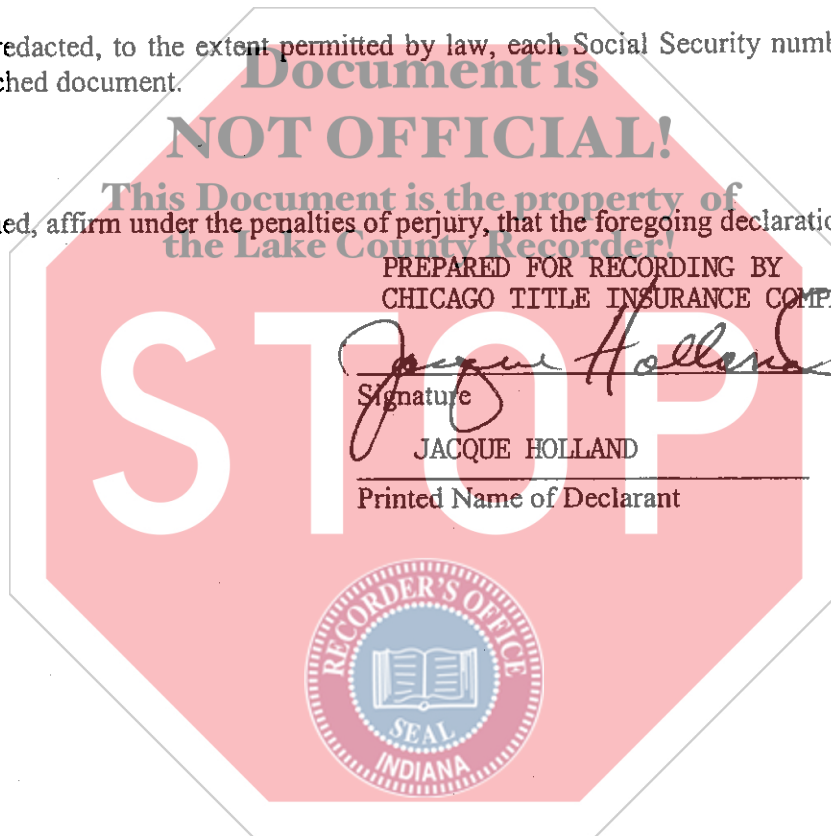 redacted, to the extent permitted by law, each Social Security numb
ched document.
Document is
NOT OFFICIAL!
This Document is the property of
the Lake County Recorder!
ed, affirm under the penalties of perjury, that the foregoing declaratio
PREPARED FOR RECORDING BY
CHICAGO TITLE INSURANCE COMP
Jacque Holland
Signature
JACQUE HOLLAND
Printed Name of Declarant
STOP
RECORDER'S OFFICE
SEAL
INDIANA